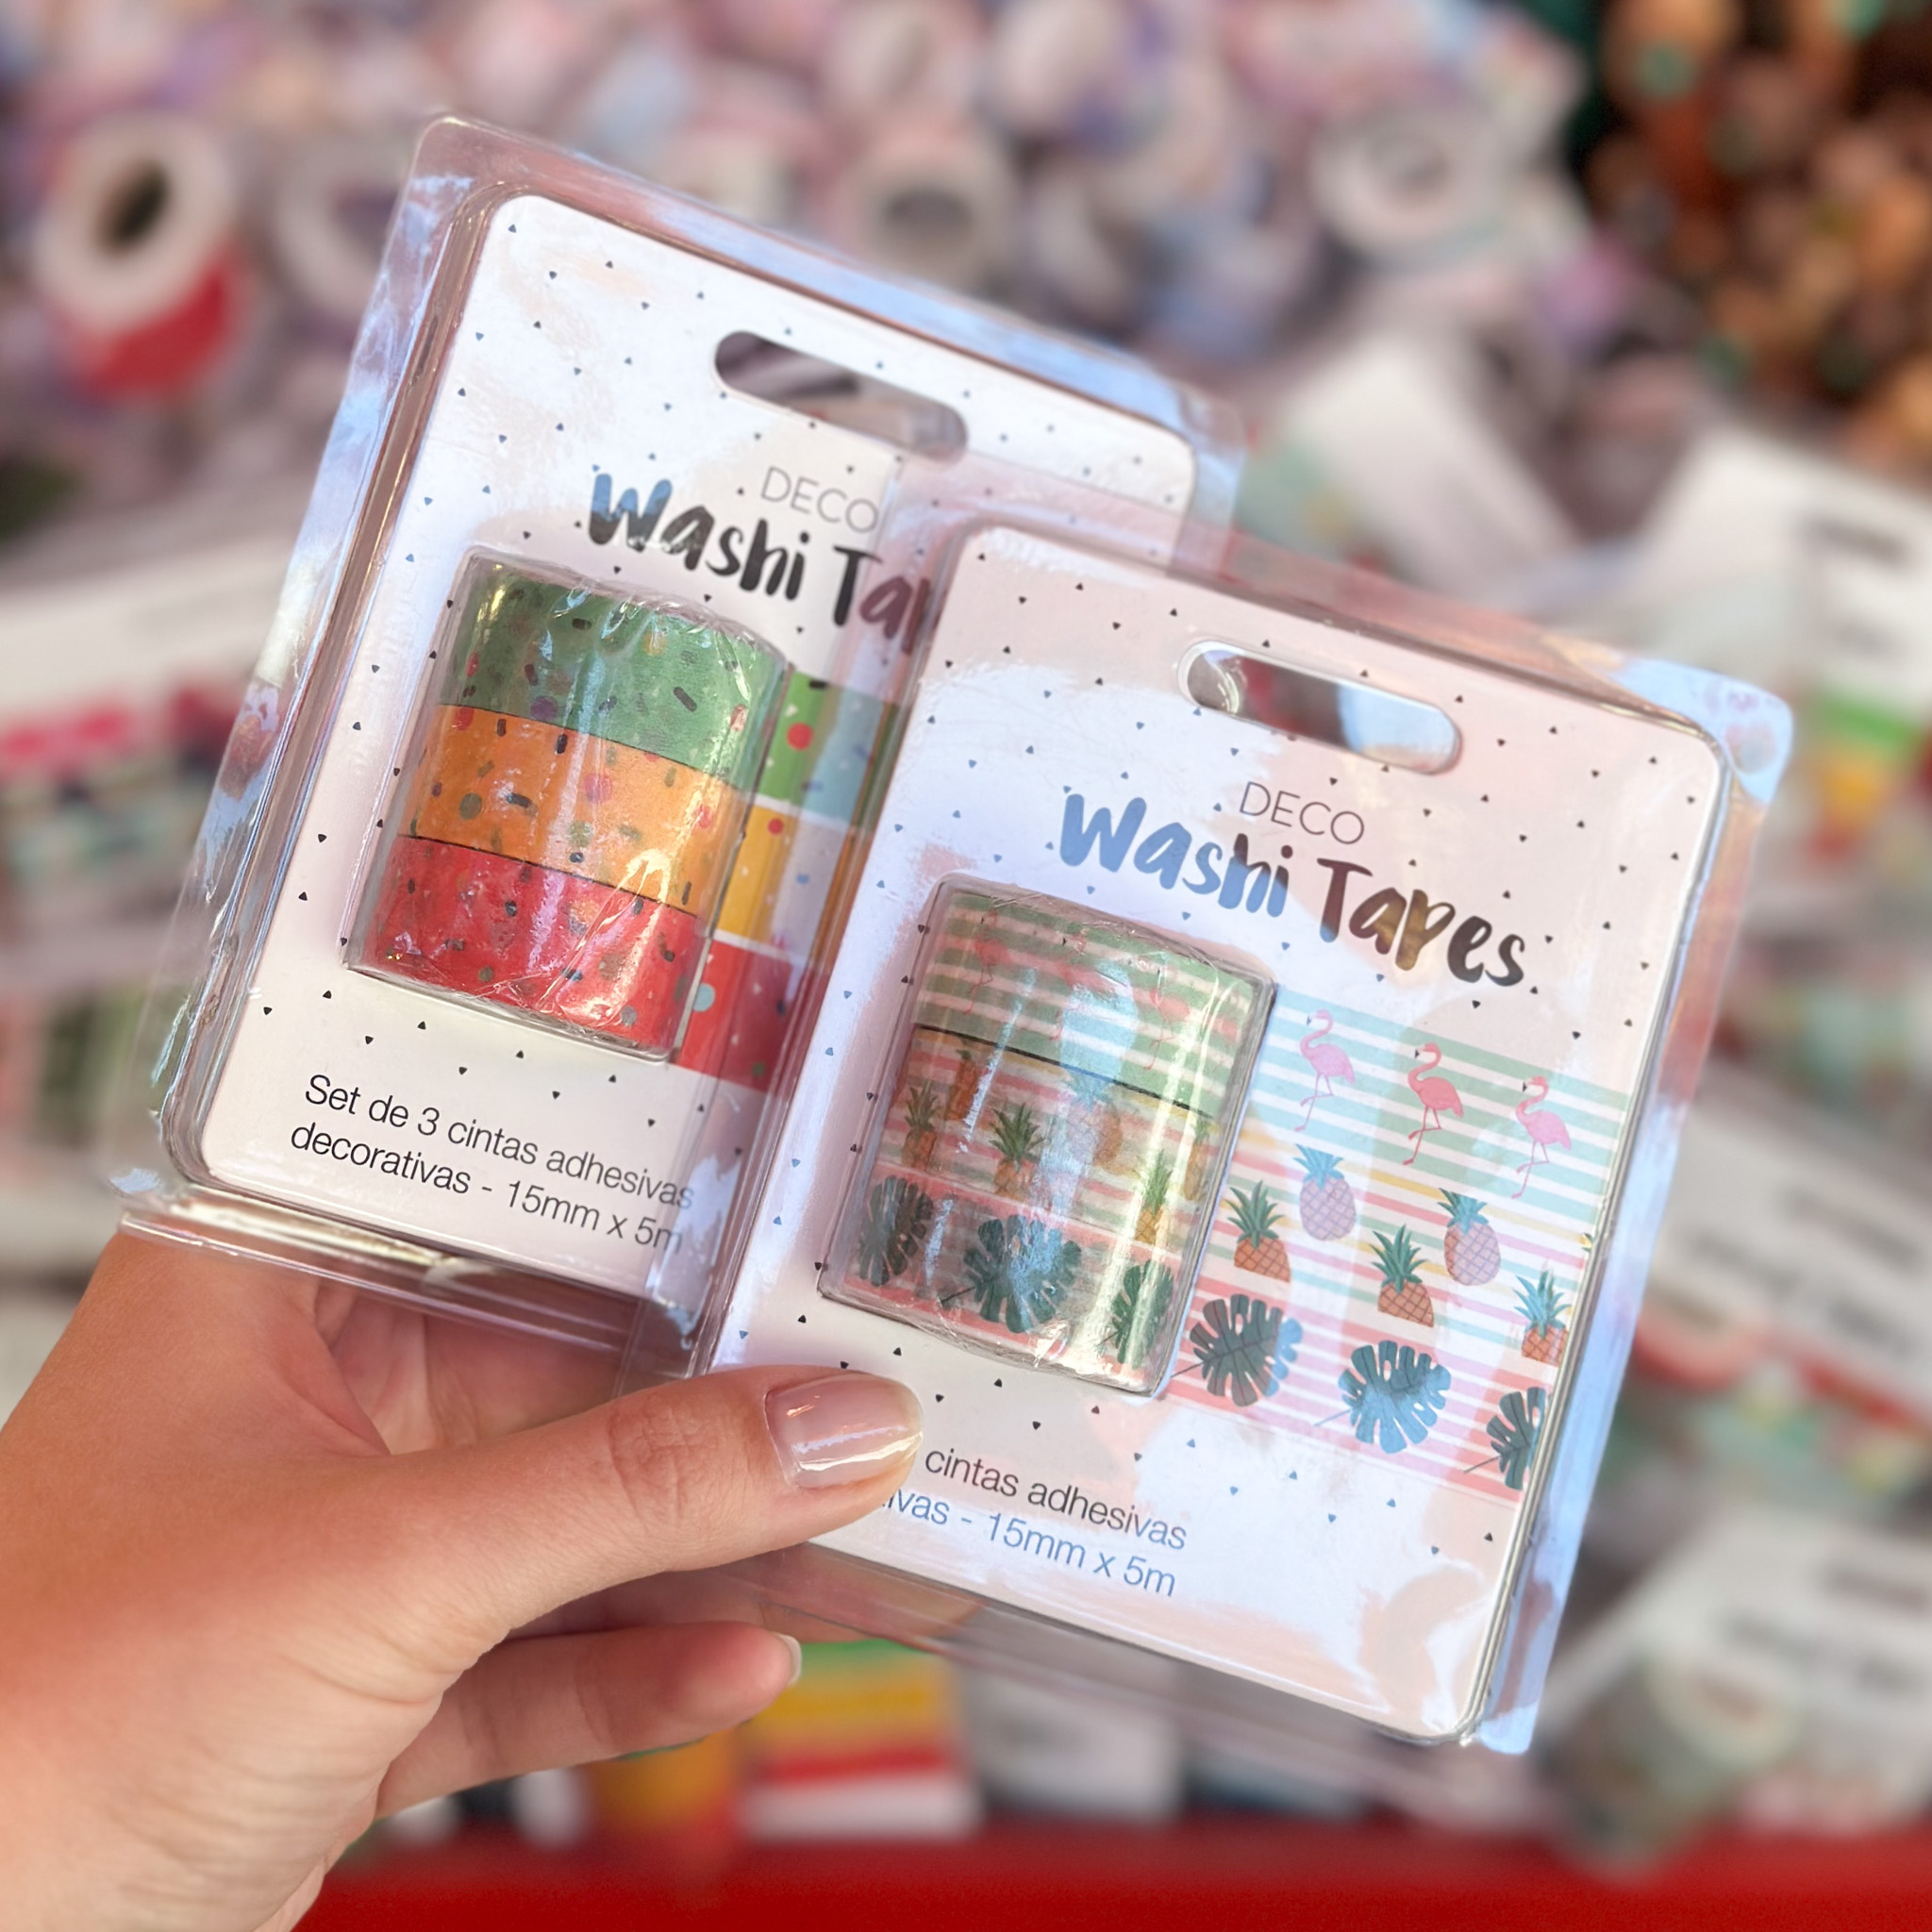 DECO
Washi Ta
Set de 3 cintas adhesivas
decorativas - 15mm x 5m
DECO
Washi Tapes
cintas adhesivas
ivas - 15mm x 5m